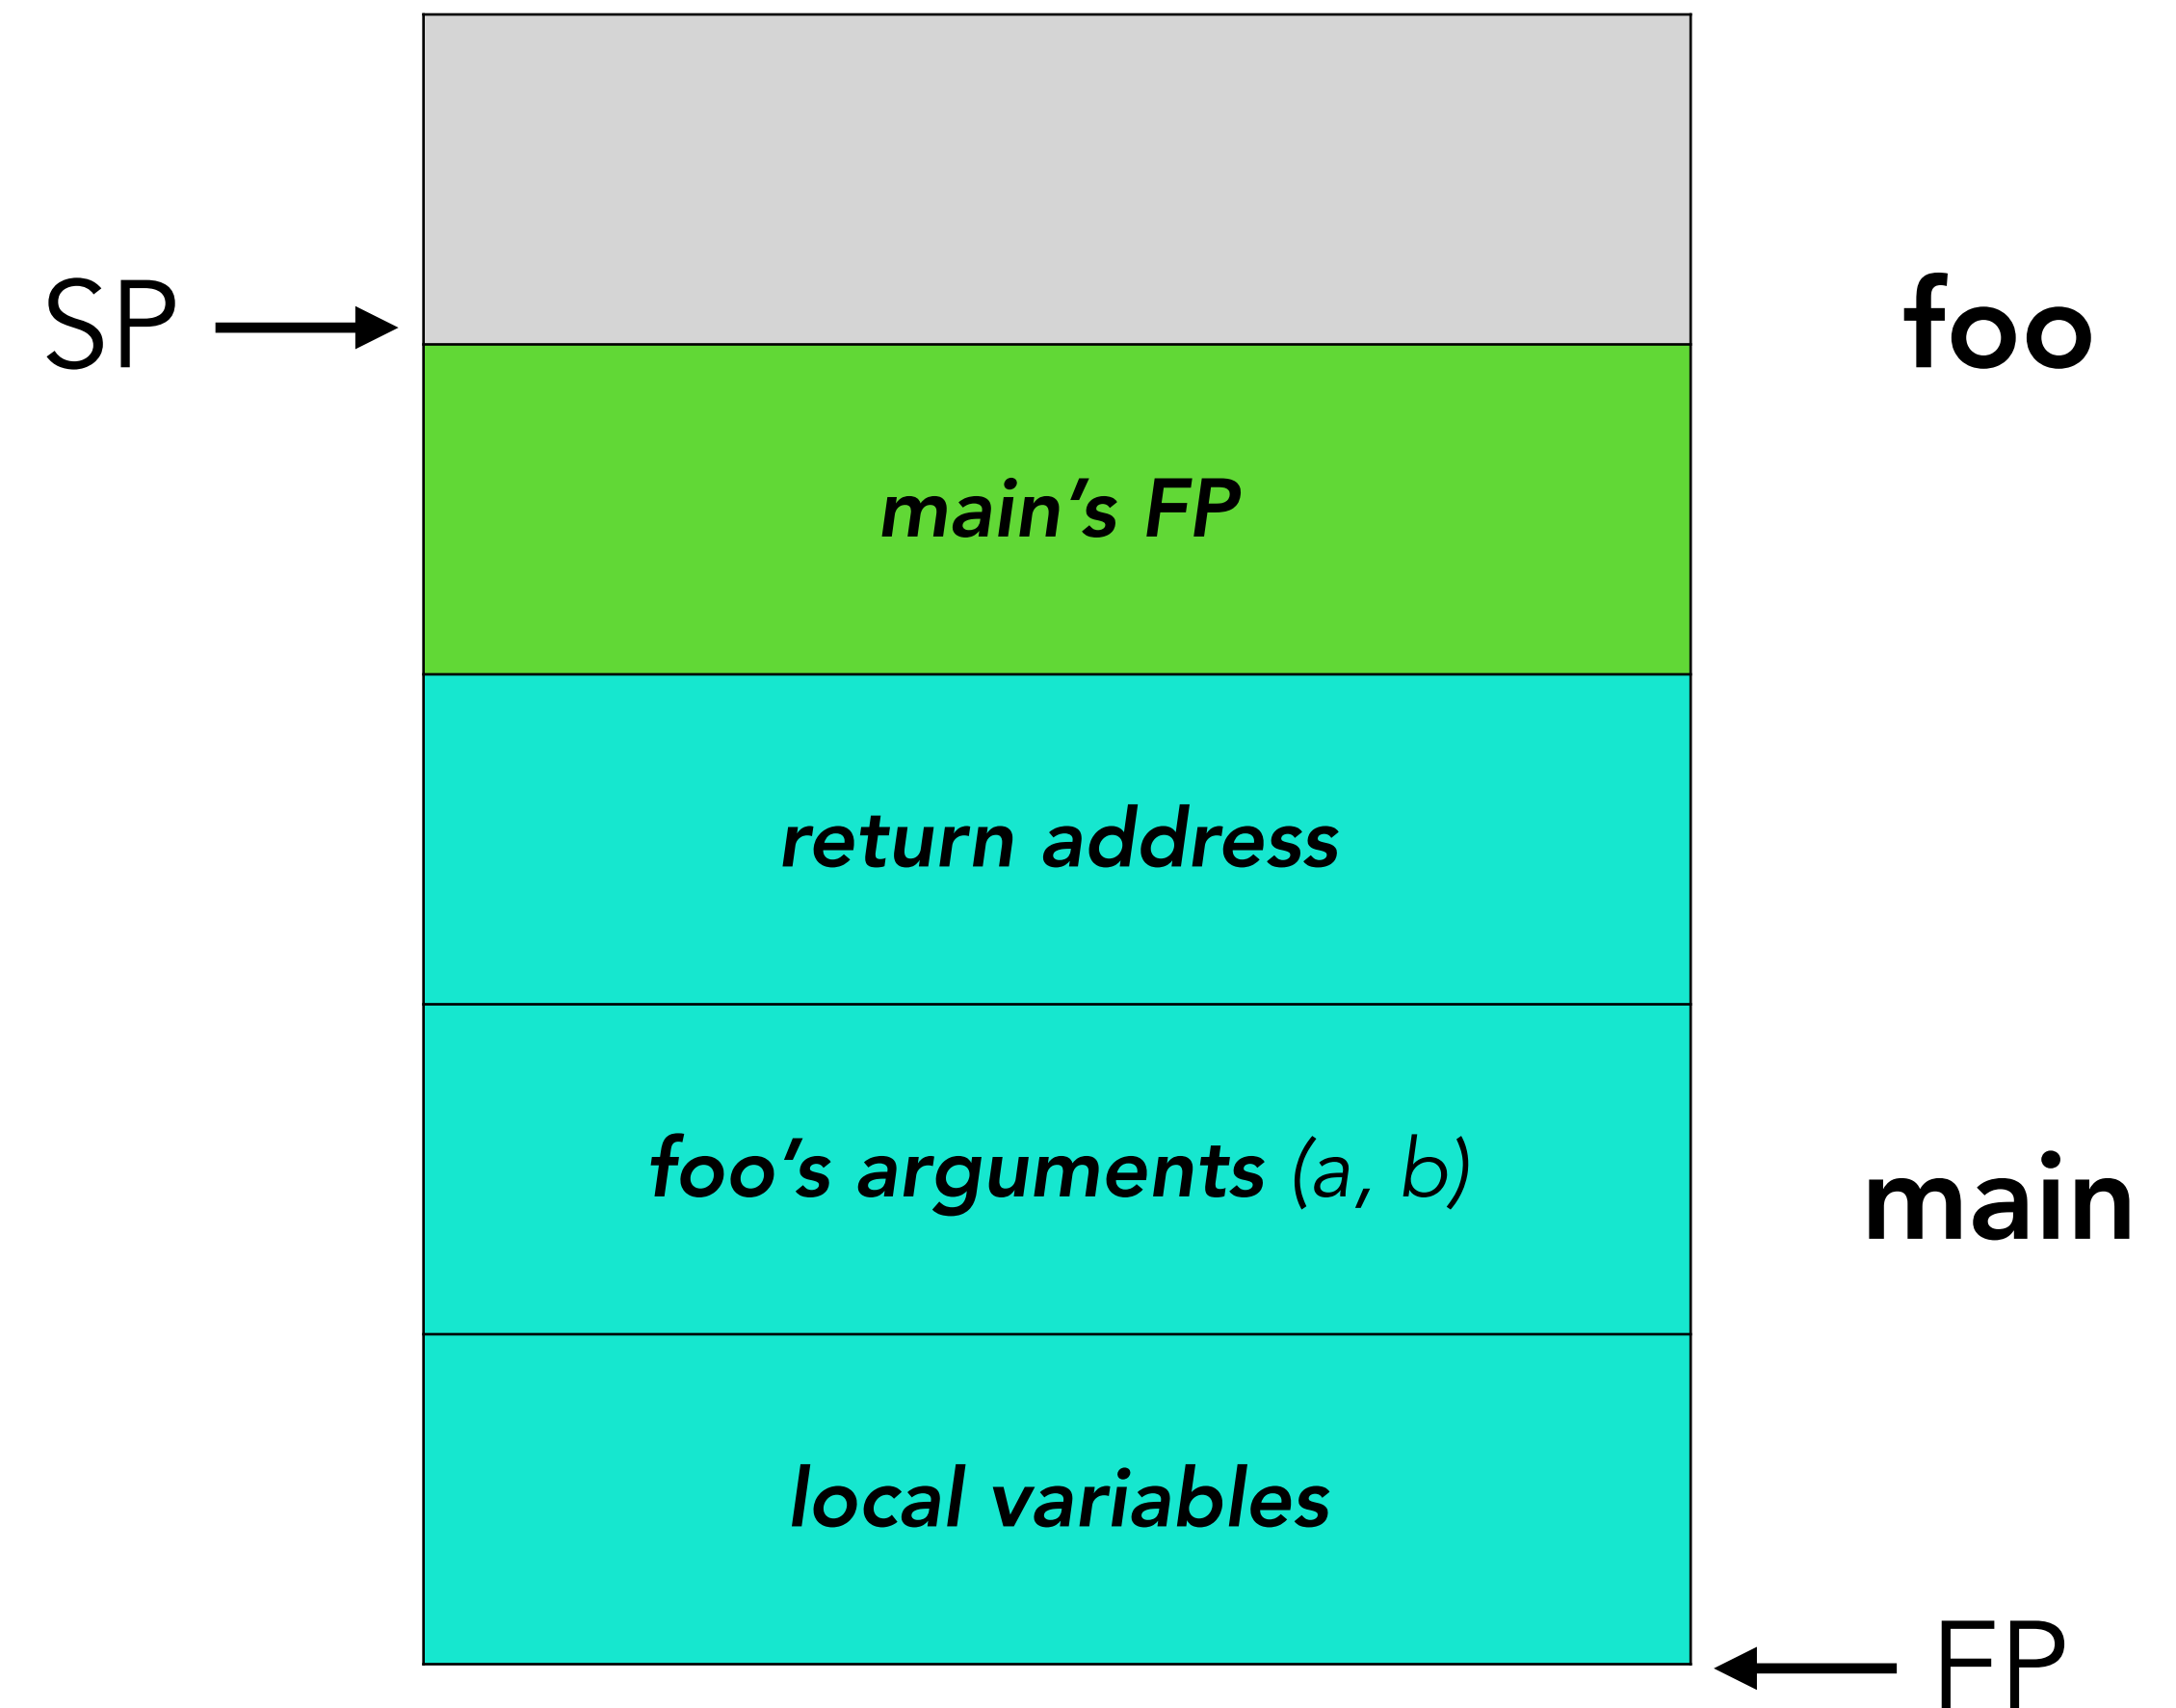 SP
foo
main’s FP
return address
foo’s arguments (a, b)
main
local variables
FP